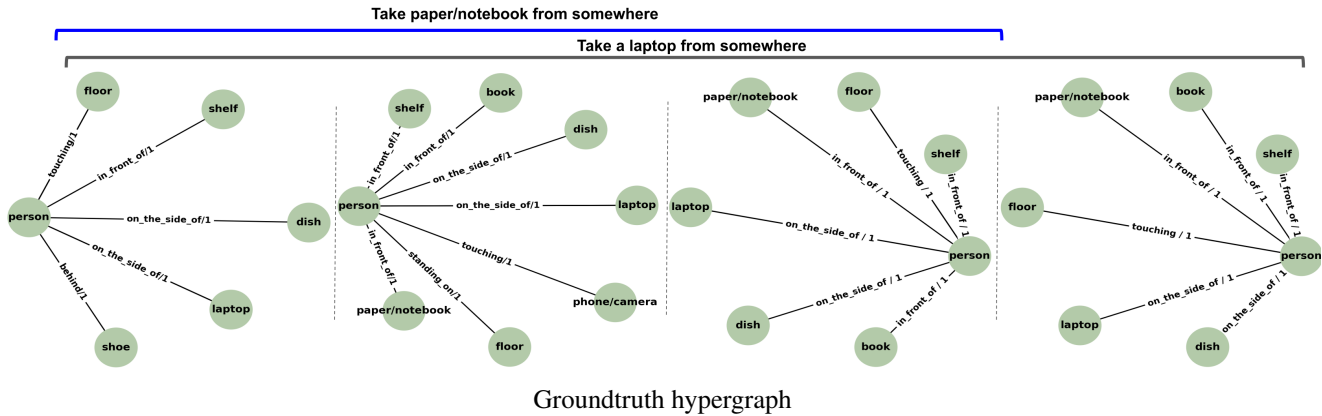 Take paper/notebook from somewhere
Take a laptop from somewhere
floor
shelf
touching/1
in_front_of/1
person
on_the_side_of/1
dish
on_the_side_of/1
behind/1
laptop
shoe
shelf
book
dish
in_front_of/1
in_front_of/1
on_the_side_of/1
person
on_the_side_of/1
laptop
in_front_of/1
standing_on/1
touching/1
paper/notebook
phone/camera
floor
paper/notebook
floor
shelf
in_front_of / 1
touching / 1
in_front_of / 1
laptop
on_the_side_of / 1
person
on_the_side_of / 1
in_front_of / 1
dish
book
paper/notebook
book
shelf
in_front_of / 1
in_front_of / 1
in_front_of / 1
floor
touching / 1
person
on_the_side_of / 1
on_the_side_of / 1
laptop
dish
Groundtruth hypergraph